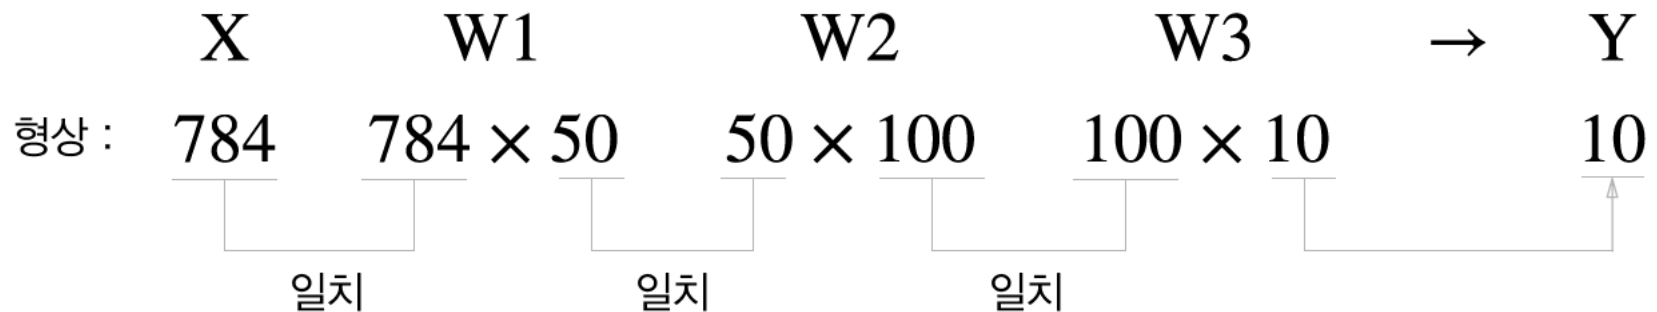 X W1 W2 W3 → Y
형상 : 784 784 × 50 50 × 100 100 × 10 10
일치 일치 일치